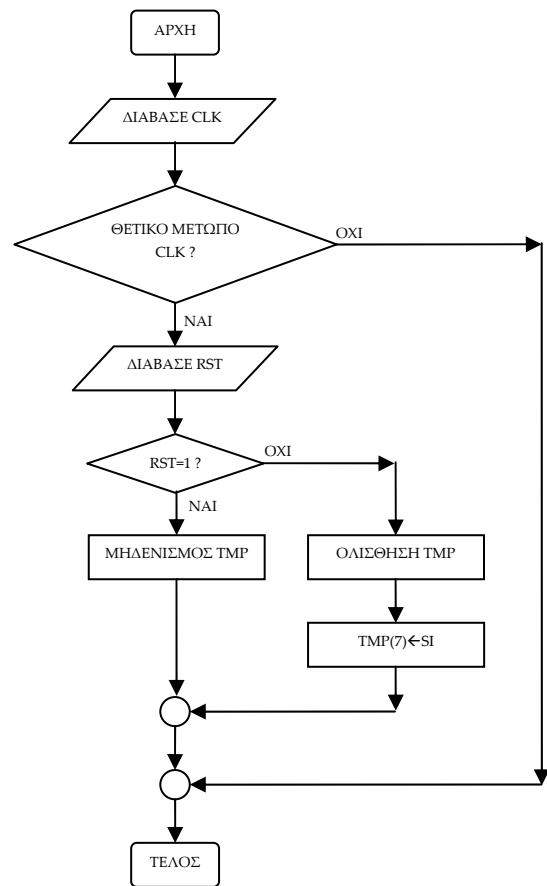 ΑΡΧΗ
ΔΙΑΒΑΣΕ CLK
ΘΕΤΙΚΟ ΜΕΤΩΠΟ
CLK ?
ΟΧΙ
ΝΑΙ
ΔΙΑΒΑΣΕ RST
RST=1 ?
ΟΧΙ
ΝΑΙ
ΜΗΔΕΝΙΣΜΟΣ TMP
ΟΛΙΣΘΗΣΗ TMP
TMP(7)←SI
ΤΕΛΟΣ